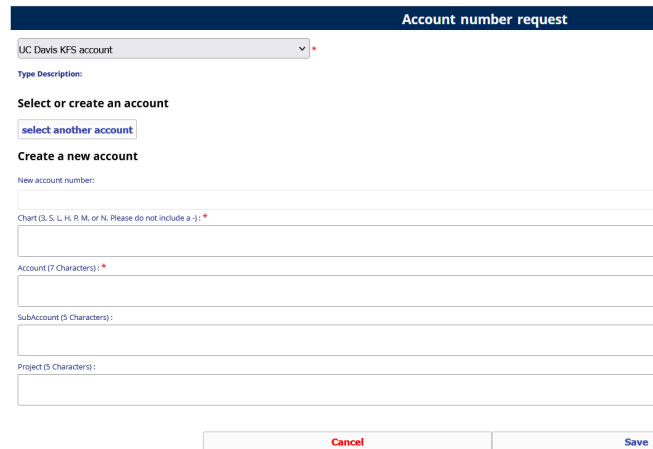 Account number request
UC Davis KFS account *
Type Description:
Select or create an account
select another account
Create a new account
New account number:
Chart (3, S, L, H, P, M, or N. Please do not include a -) : *
Account (7 Characters) : *
SubAccount (5 Characters) :
Project (5 Characters) :
Cancel Save